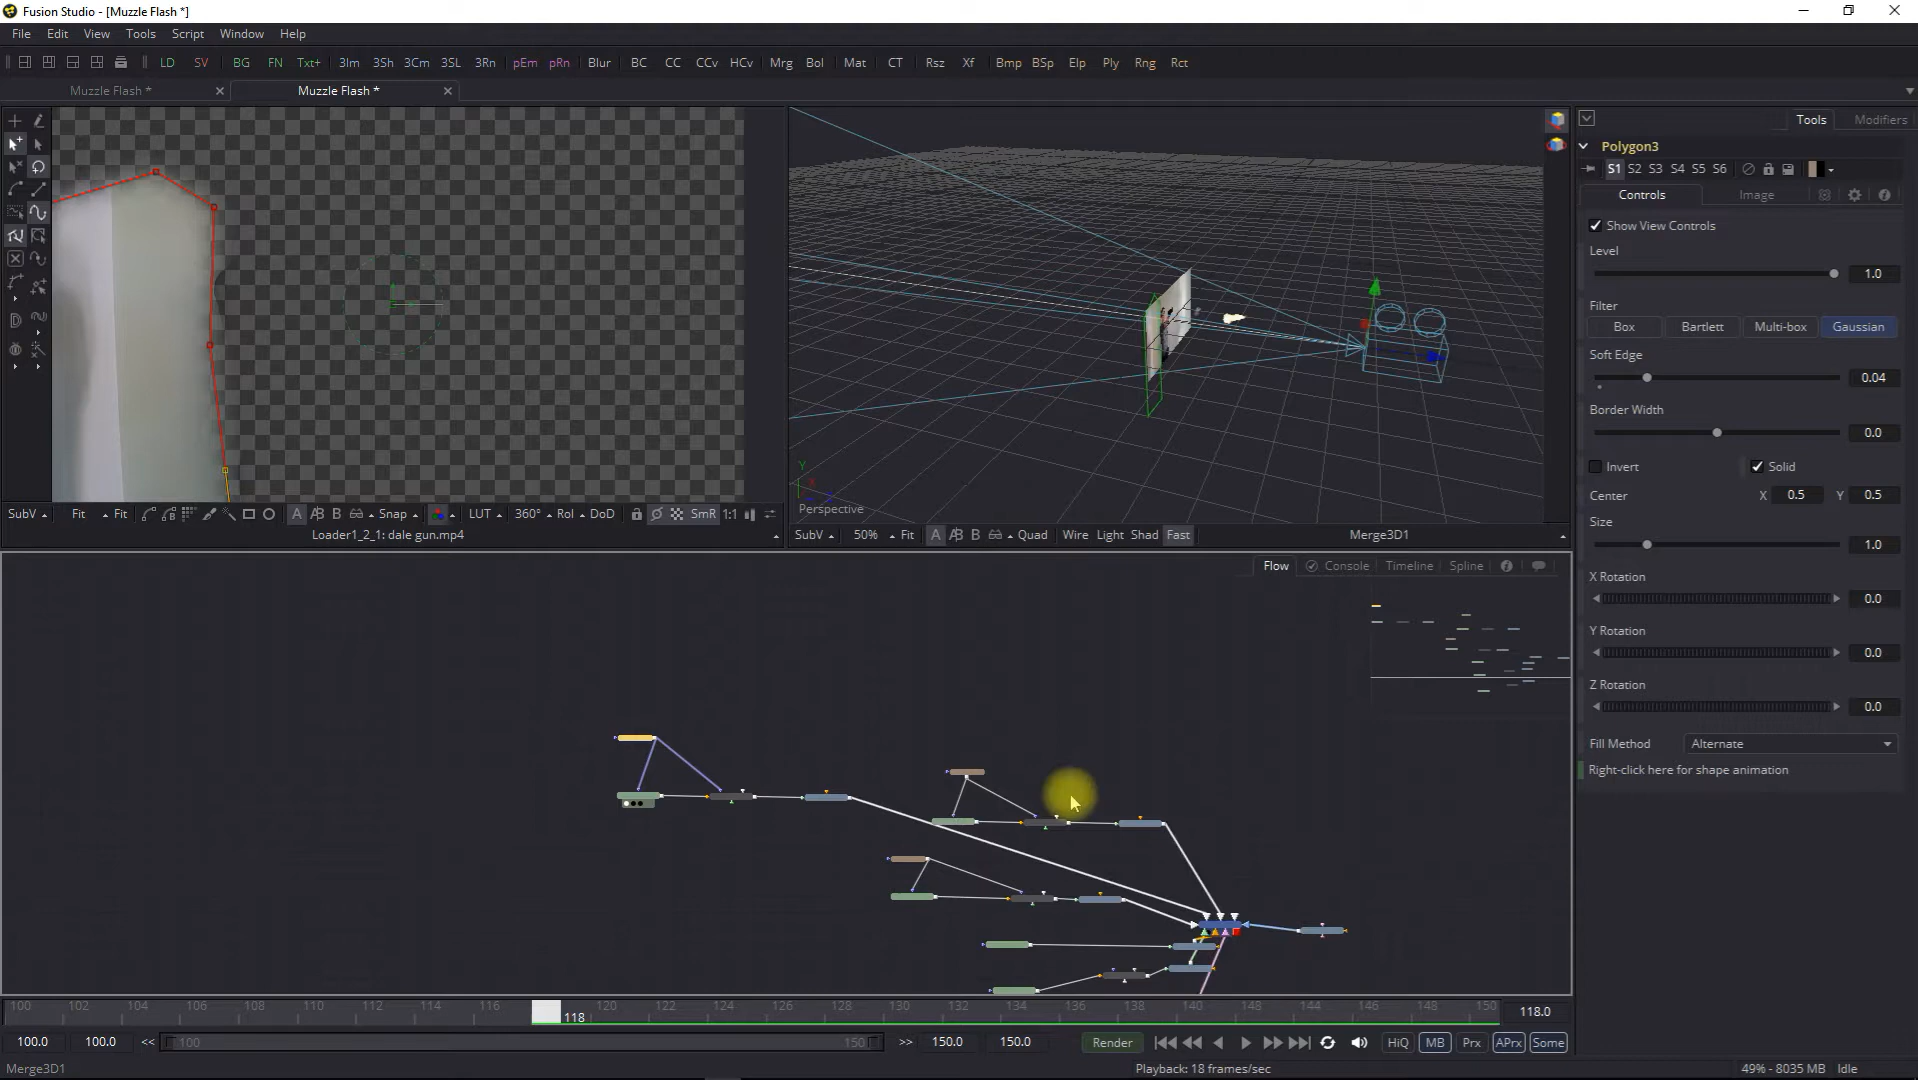 Fusion Studio - [Muzzle Flash *]
File Edit View Tools Script Window Help
LD SV BG FN Txt+ 3Im 3Sh 3Cm 3SL 3Rn pEm pRn Blur BC CC CCv HCv Mrg Bol Mat CT Rsz Xf Bmp BSp Elp Ply Rng Rct
Muzzle Flash * Muzzle Flash *
Tools Modifiers
Polygon3
S1 S2 S3 S4 S5 S6
Controls Image
Show View Controls
Level
1.0
Filter
Box Bartlett Multi-box Gaussian
Soft Edge
0.04
Border Width
0.0
Invert Solid
Center X 0.5 Y 0.5
Size
1.0
X Rotation
0.0
Y Rotation
0.0
Z Rotation
0.0
Fill Method Alternate
Right-click here for shape animation
SubV Fit Fit A B Snap LUT 360° RoI DoD SmR 1:1
Loader1_2_1: dale gun.mp4
Y
X
Perspective
SubV 50% Fit A B Quad Wire Light Shad Fast Merge3D1
Flow Console Timeline Spline
100 102 104 106 108 110 112 114 116 118 120 122 124 126 128 130 132 134 136 138 140 142 144 146 148 150 118.0
100.0 100.0 << 100 150 >> 150.0 150.0 Render HiQ MB Prx APrx Some
Merge3D1 Playback: 18 frames/sec 49% - 8035 MB Idle